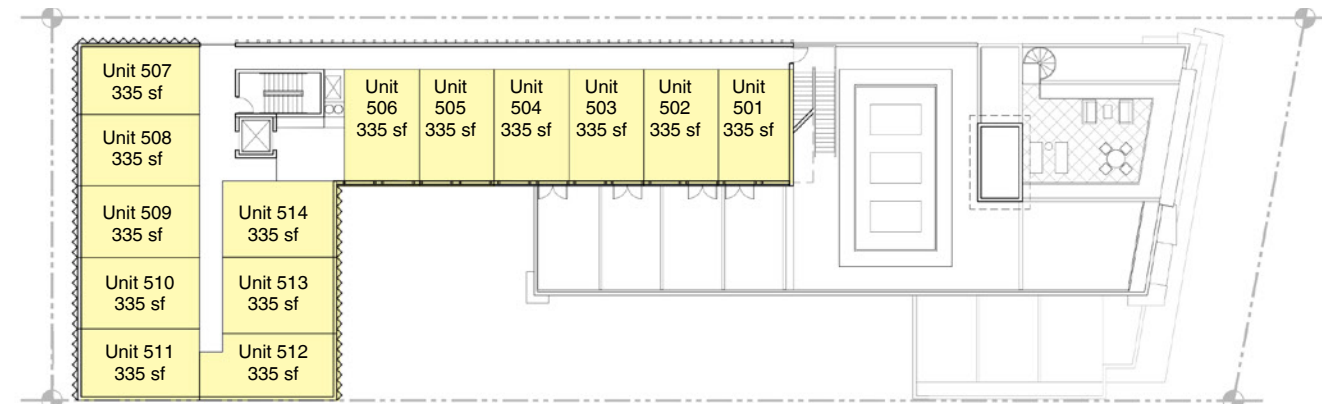 Unit 507
335 sf
Unit 508
335 sf
Unit 509
335 sf
Unit 510
335 sf
Unit 511
335 sf
Unit 514
335 sf
Unit 513
335 sf
Unit 512
335 sf
Unit
506
335 sf
Unit
505
335 sf
Unit
504
335 sf
Unit
503
335 sf
Unit
502
335 sf
Unit
501
335 sf